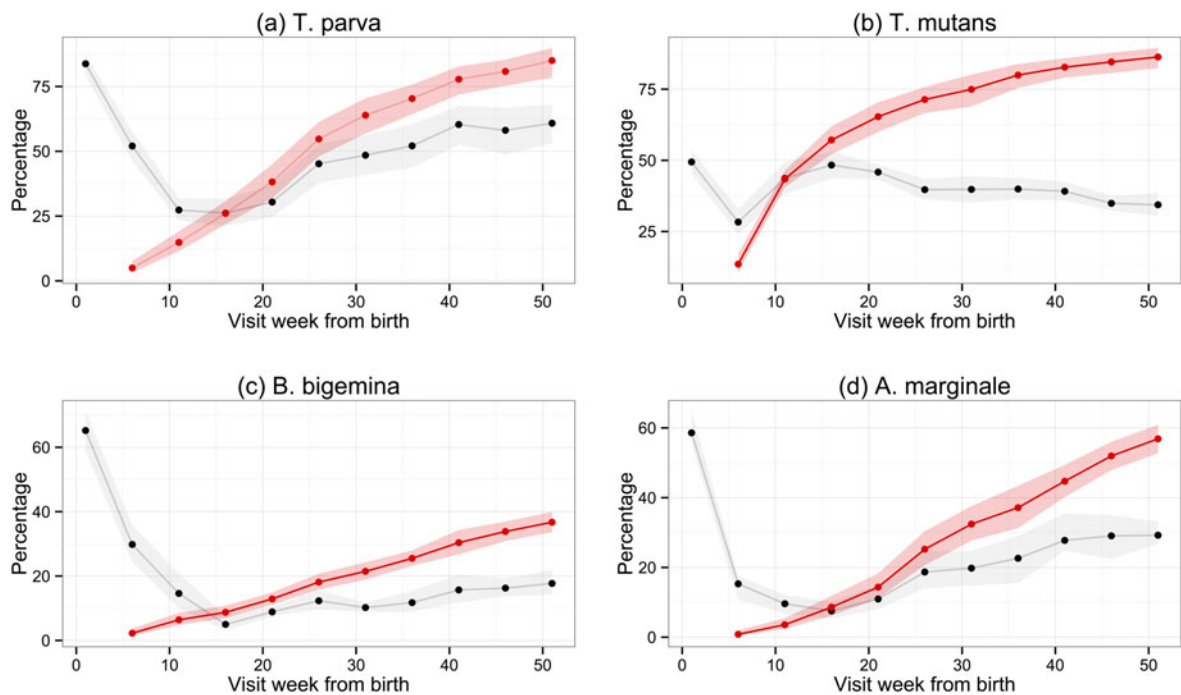 (a) T. parva
Percentage
75
50
25
0
0 10 20 30 40 50
Visit week from birth
(b) T. mutans
Percentage
75
50
25
0 10 20 30 40 50
Visit week from birth
(c) B. bigemina
Percentage
60
40
20
0
0 10 20 30 40 50
Visit week from birth
(d) A. marginale
Percentage
60
40
20
0
0 10 20 30 40 50
Visit week from birth